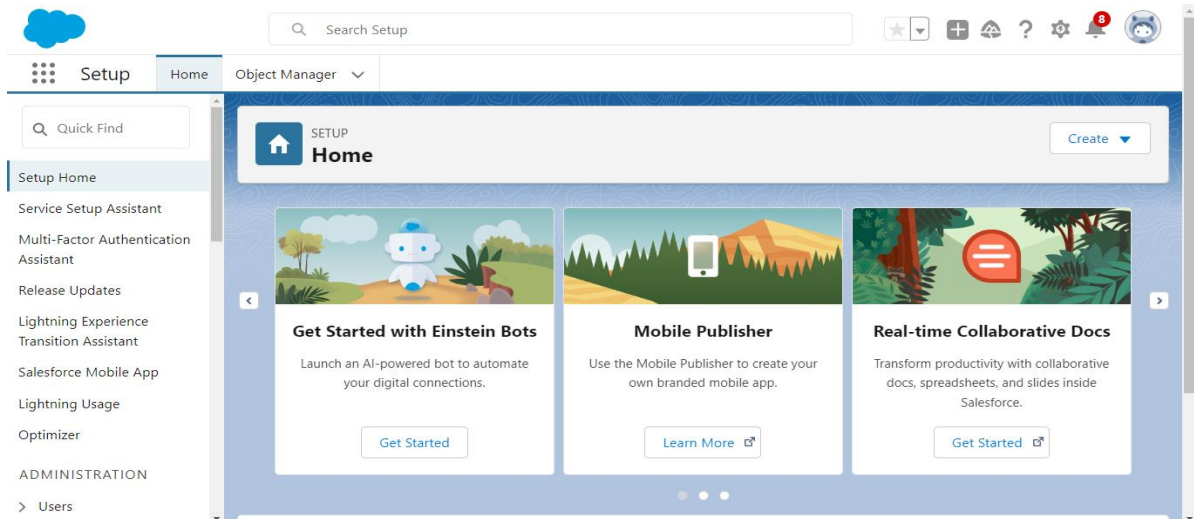 Search Setup
8
Setup
Home
Object Manager
Quick Find
Setup Home
Service Setup Assistant
Multi-Factor Authentication
Assistant
Release Updates
Lightning Experience
Transition Assistant
Salesforce Mobile App
Lightning Usage
Optimizer
ADMINISTRATION
Users
SETUP
Home
Create
Get Started with Einstein Bots
Launch an AI-powered bot to automate
your digital connections.
Get Started
Mobile Publisher
Use the Mobile Publisher to create your
own branded mobile app.
Learn More
Real-time Collaborative Docs
Transform productivity with collaborative
docs, spreadsheets, and slides inside
Salesforce.
Get Started